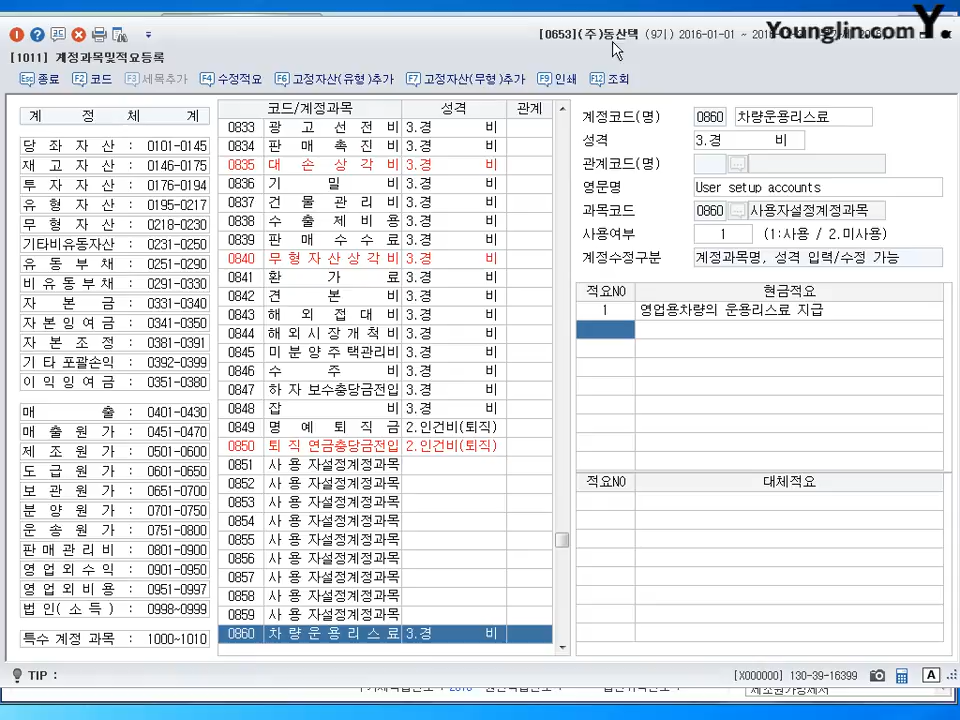 [0653](주)동산택 (9기) 2016-01-01 ~ 2016-
Younglin.com Y.
[1011] 계정과목및적요등록
Esc종료 F2코드 F3세목추가 F4수정적요 F6고정자산(유형)추가 F7고정자산(무형)추가 F9인쇄 F12조회
계 정 체 계
당 좌 자 산 : 0101-0145
재 고 자 산 : 0146-0175
투 자 자 산 : 0176-0194
유 형 자 산 : 0195-0217
무 형 자 산 : 0218-0230
기타비유동자산 : 0231-0250
유 동 부 채 : 0251-0290
비 유 동 부 채 : 0291-0330
자 본 금 : 0331-0340
자 본 잉 여 금 : 0341-0350
자 본 조 정 : 0381-0391
기 타 포괄손익 : 0392-0399
이 익 잉 여 금 : 0351-0380
매 출 : 0401-0430
매 출 원 가 : 0451-0470
제 조 원 가 : 0501-0600
도 급 원 가 : 0601-0650
보 관 원 가 : 0651-0700
분 양 원 가 : 0701-0750
운 송 원 가 : 0751-0800
판 매 관 리 비 : 0801-0900
영 업 외 수 익 : 0901-0950
영 업 외 비 용 : 0951-0997
법 인( 소 득 ) : 0998~0999
특수 계정 과목 : 1000~1010
코드/계정과목 성격 관계
0833 광 고 선 전 비 3.경 비
0834 판 매 촉 진 비 3.경 비
0835 대 손 상 각 비 3.경 비
0836 기 밀 비 3.경 비
0837 건 물 관 리 비 3.경 비
0838 수 출 제 비 용 3.경 비
0839 판 매 수 수 료 3.경 비
0840 무 형 자 산 상 각 비 3.경 비
0841 환 가 료 3.경 비
0842 견 본 비 3.경 비
0843 해 외 접 대 비 3.경 비
0844 해 외 시 장 개 척 비 3.경 비
0845 미 분 양 주 택관리비 3.경 비
0846 수 주 비 3.경 비
0847 하 자 보수충당금전입 3.경 비
0848 잡 비 3.경 비
0849 명 예 퇴 직 금 2.인건비(퇴직)
0850 퇴 직 연금충당금전입 2.인건비(퇴직)
0851 사 용 자설정계정과목
0852 사 용 자설정계정과목
0853 사 용 자설정계정과목
0854 사 용 자설정계정과목
0855 사 용 자설정계정과목
0856 사 용 자설정계정과목
0857 사 용 자설정계정과목
0858 사 용 자설정계정과목
0859 사 용 자설정계정과목
0860 차 량 운 용 리 스 료 3.경 비
계정코드(명) 0860 차량운용리스료
성격 3.경 비
관계코드(명)
영문명 User setup accounts
과목코드 0860 사용자설정계정과목
사용여부 1 (1:사용 / 2.미사용)
계정수정구분 계정과목명, 성격 입력/수정 가능
적요NO 현금적요
1 영업용차량의 운용리스료 지급
적요NO 대체적요
TIP : [X000000] 130-39-16399 A